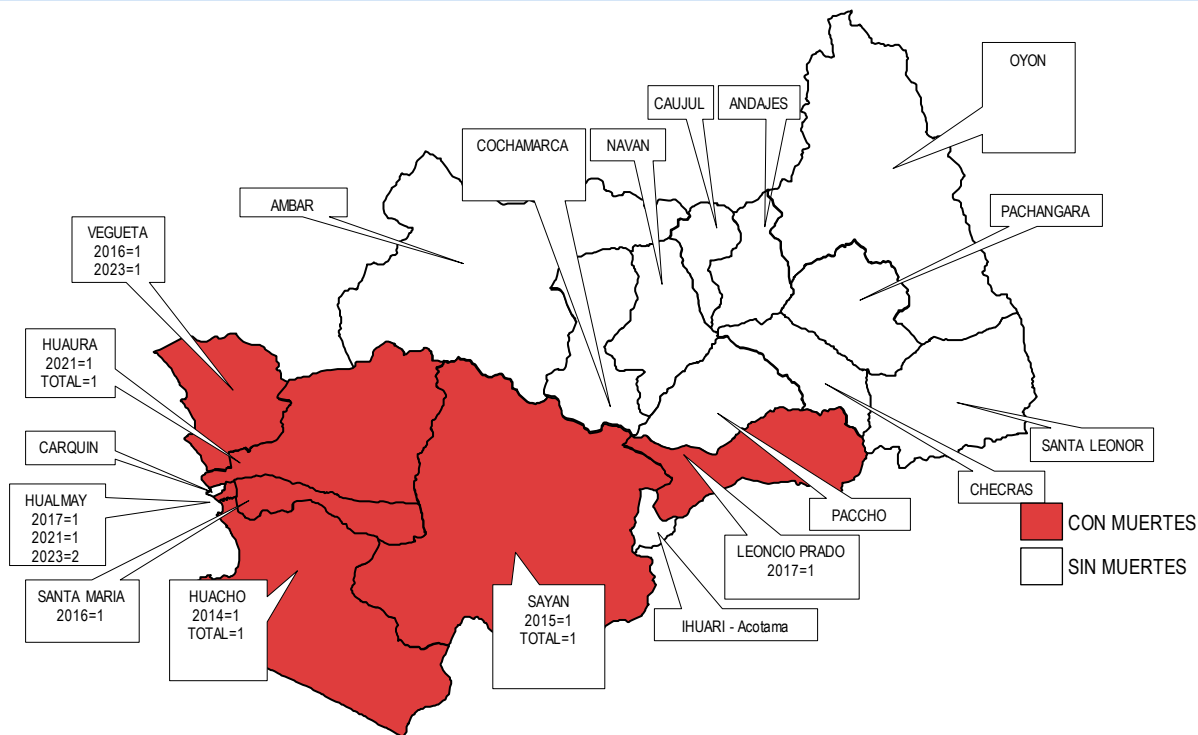 OYON
CAUJUL
ANDAJES
COCHAMARCA
NAVAN
AMBAR
PACHANGARA
VEGUETA
2016=1
2023=1
HUAURA
2021=1
TOTAL=1
CARQUIN
SANTA LEONOR
HUALMAY
2017=1
2021=1
2023=2
CHECRAS
PACCHO
CON MUERTES
SIN MUERTES
LEONCIO PRADO
2017=1
SANTA MARIA
2016=1
HUACHO
2014=1
TOTAL=1
SAYAN
2015=1
TOTAL=1
IHUARI - Acotama